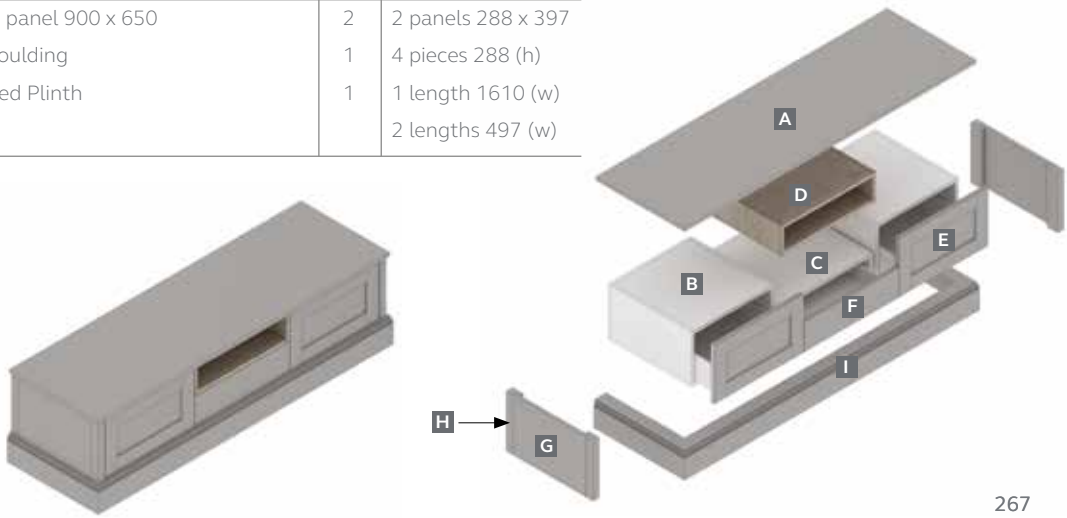 panel 900 x 650 2 2 panels 288 x 397
oulding 1 4 pieces 288 (h)
ed Plinth 1 1 length 1610 (w)
2 lengths 497 (w)
A
D
E
C
B
F
I
H
G
267